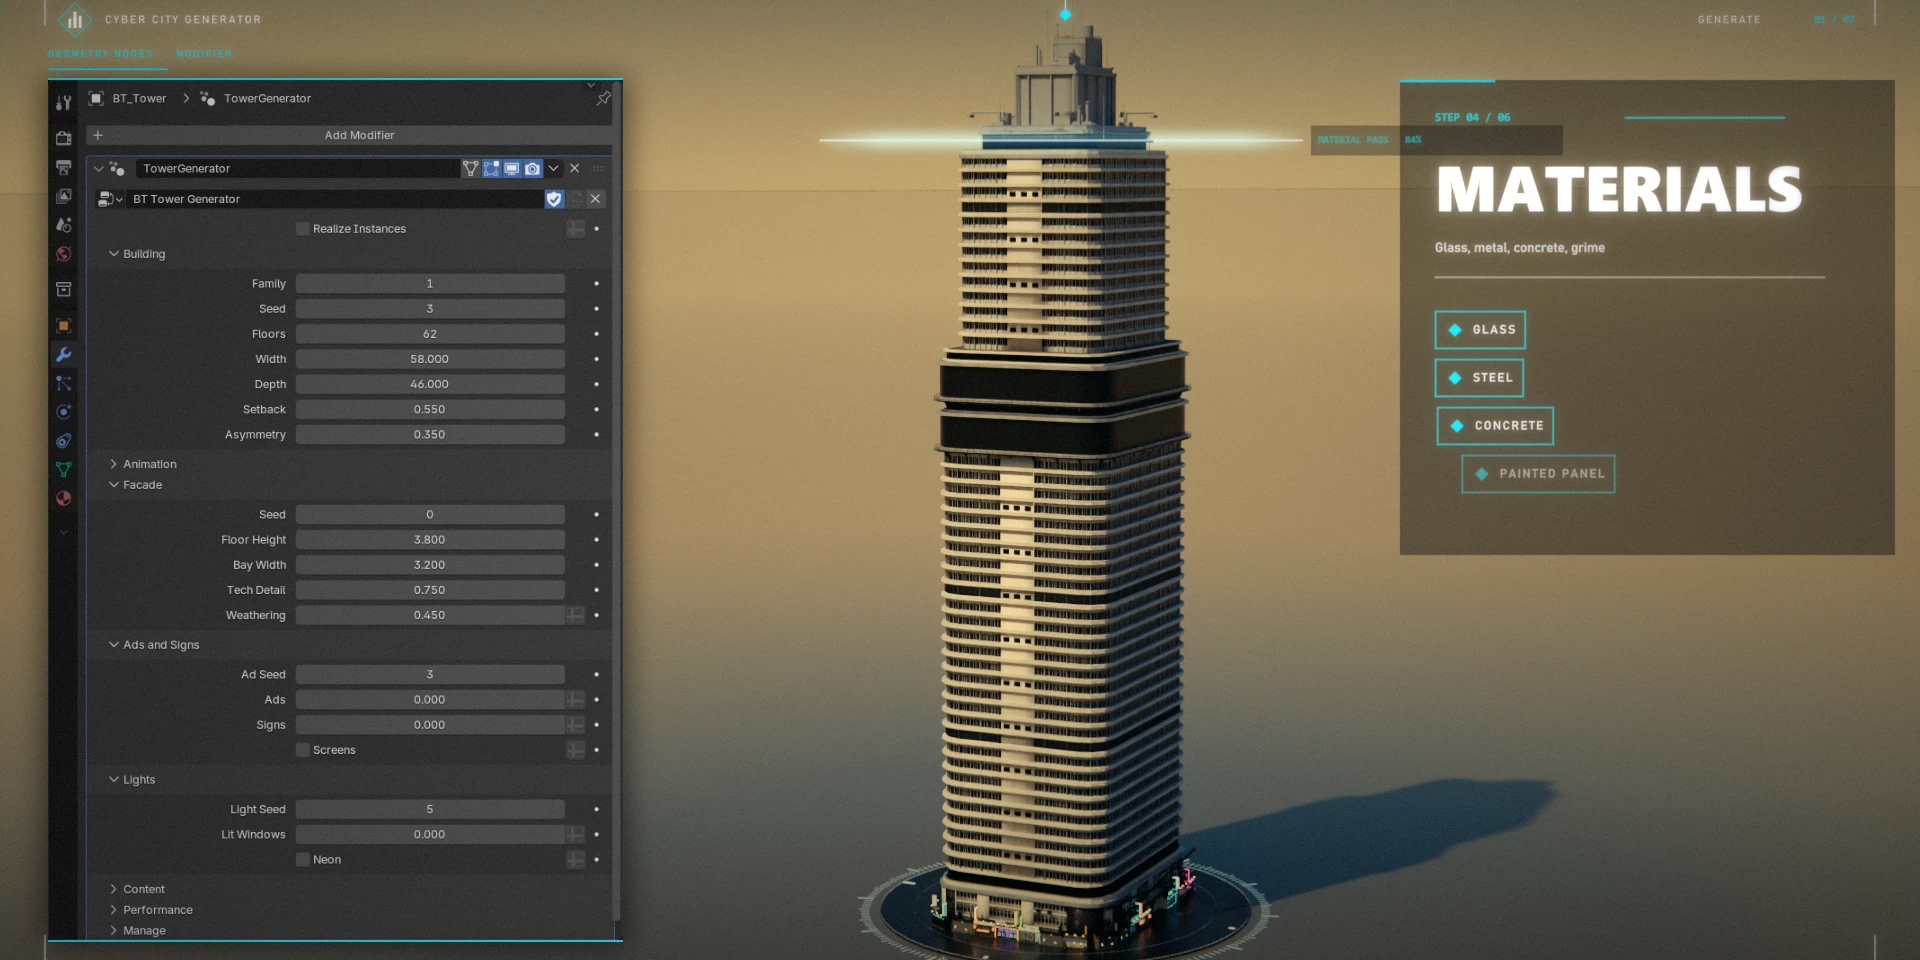 CYBER CITY GENERATOR
GENERATE
03 / 07
GEOMETRY NODES
MODIFIER
BT_Tower
TowerGenerator
Add Modifier
TowerGenerator
BT Tower Generator
Realize Instances
Building
Family 1
Seed 3
Floors 62
Width 58.000
Depth 46.000
Setback 0.550
Asymmetry 0.350
Animation
Facade
Seed 0
Floor Height 3.800
Bay Width 3.200
Tech Detail 0.750
Weathering 0.450
Ads and Signs
Ad Seed 3
Ads 0.000
Signs 0.000
Screens
Lights
Light Seed 5
Lit Windows 0.000
Neon
Content
Performance
Manage
STEP 04 / 06
MATERIAL PASS 84%
MATERIALS
Glass, metal, concrete, grime
GLASS
STEEL
CONCRETE
PAINTED PANEL